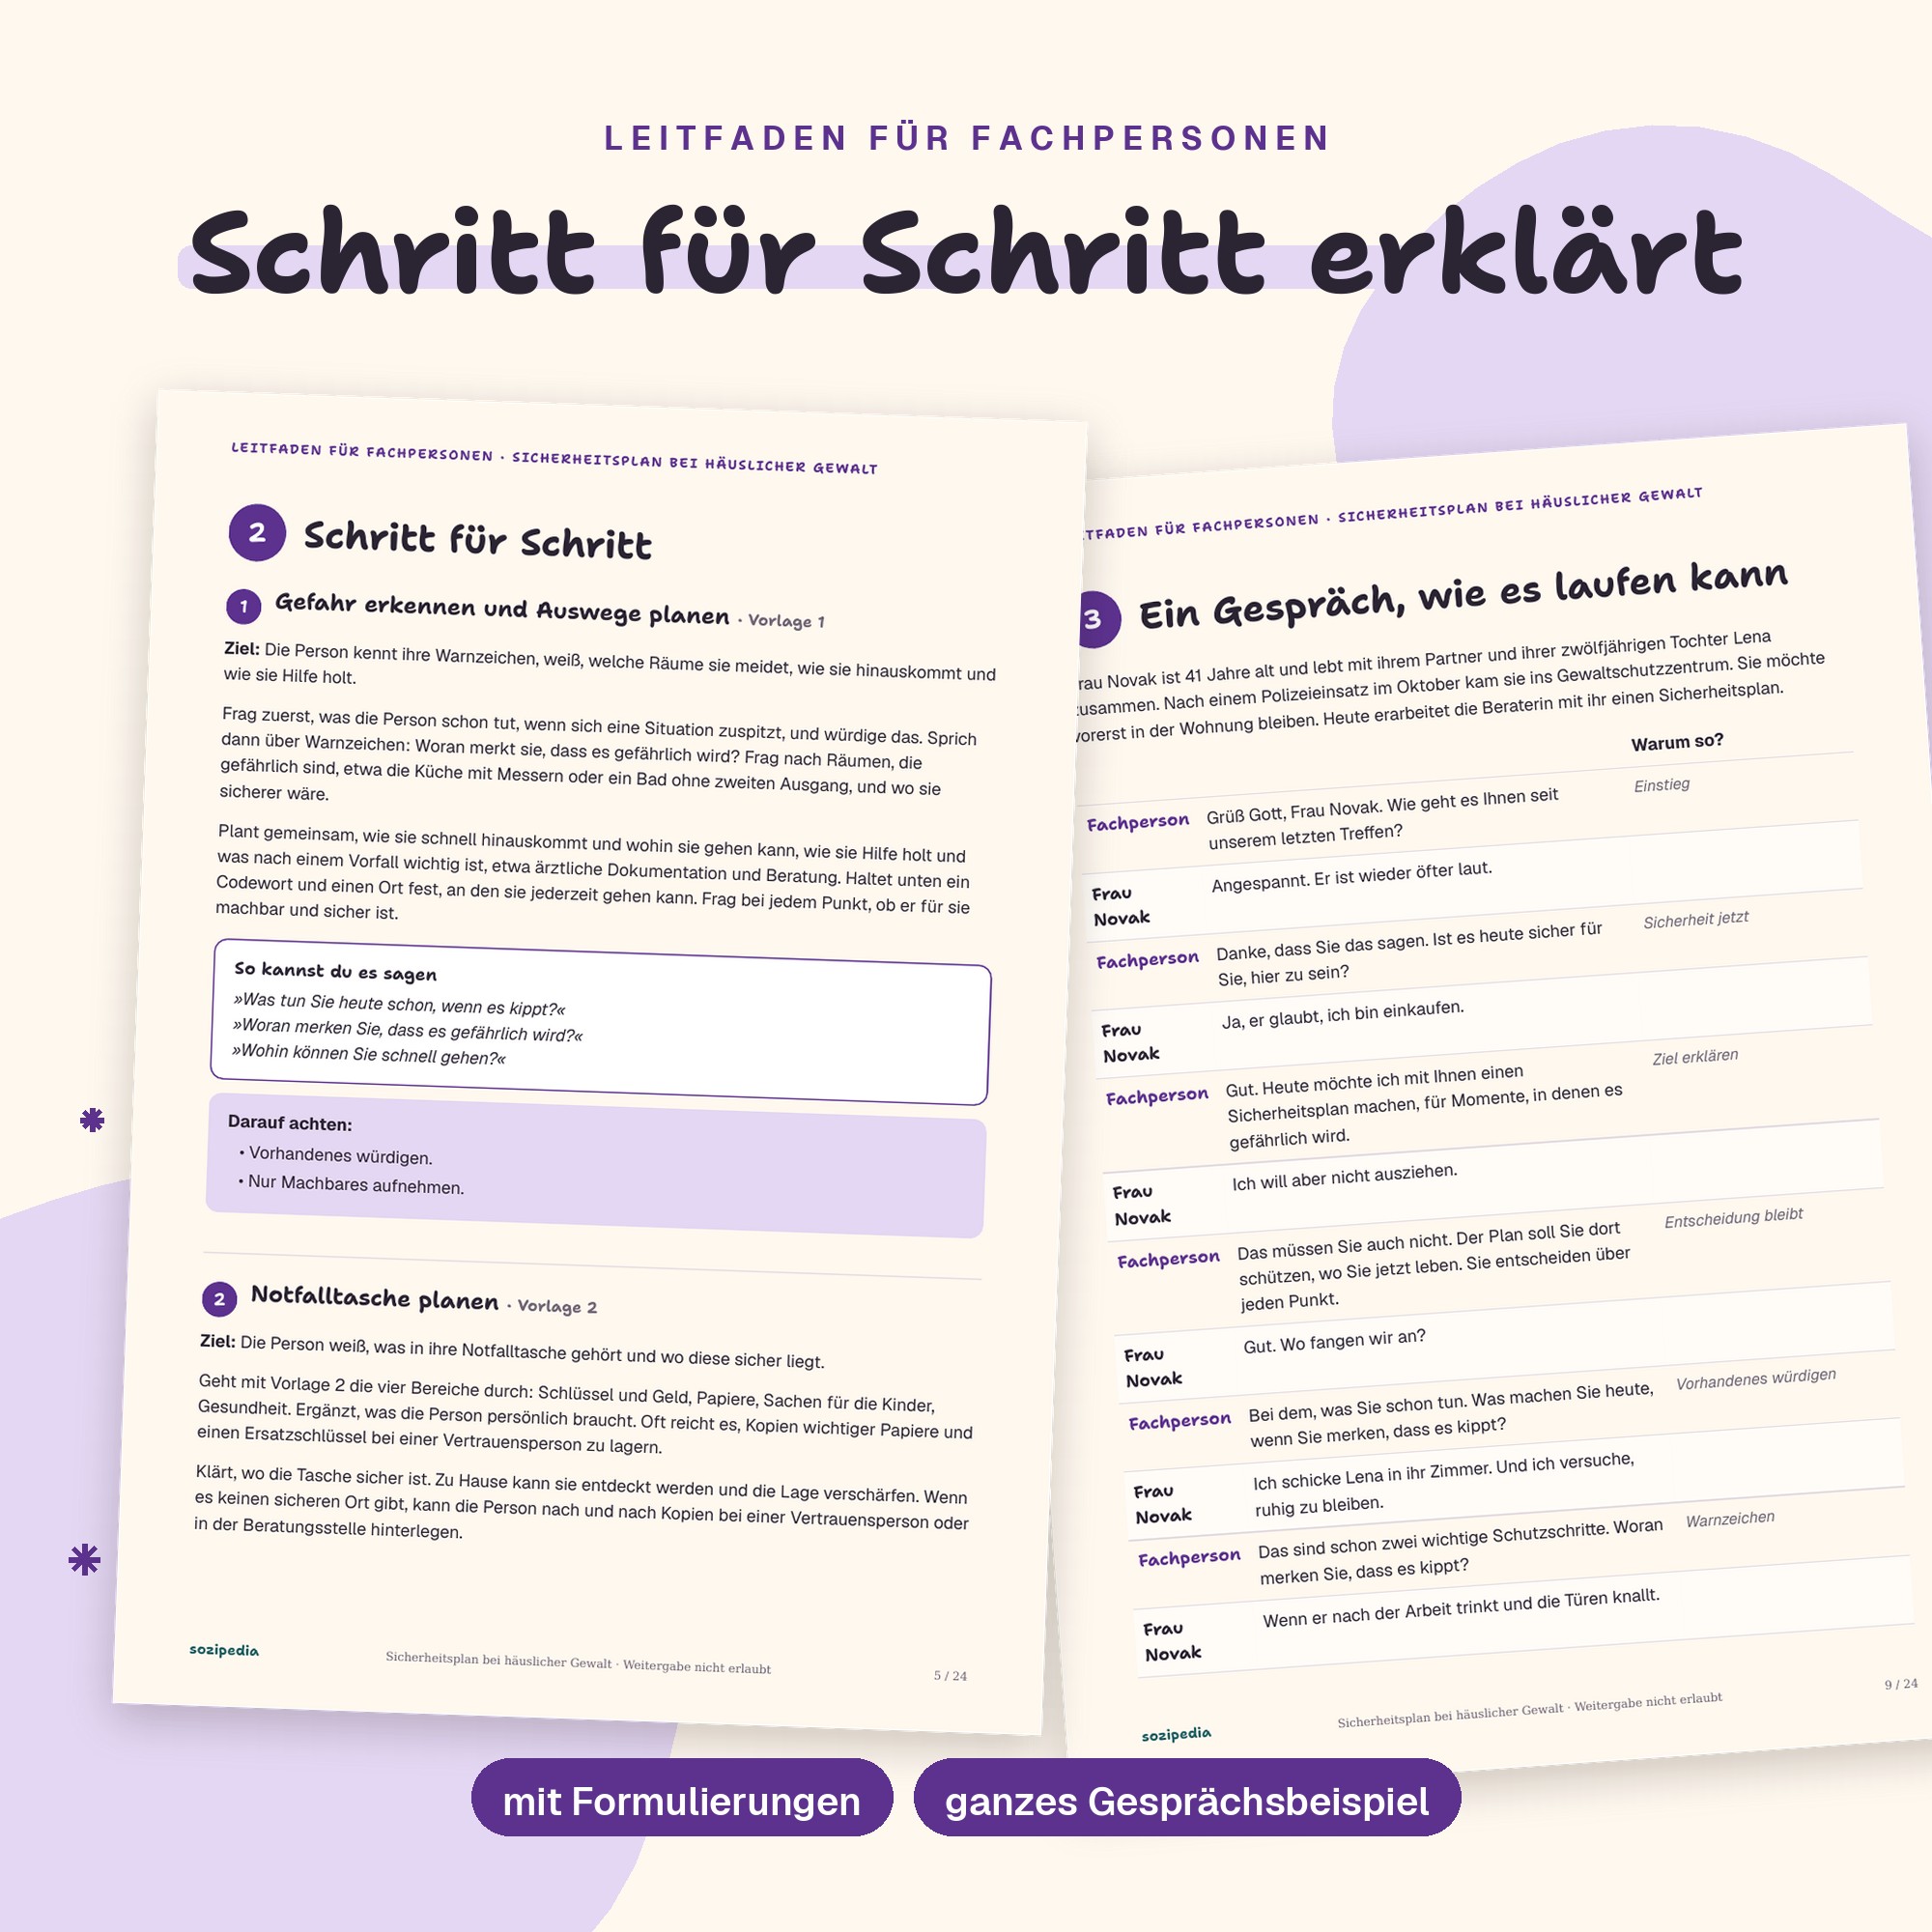 LEITFADEN FÜR FACHPERSONEN
Schritt für Schritt erklärt
LEITFADEN FÜR FACHPERSONEN · SICHERHEITSPLAN BEI HÄUSLICHER GEWALT
2 Schritt für Schritt
1 Gefahr erkennen und Auswege planen · Vorlage 1
Ziel: Die Person kennt ihre Warnzeichen, weiß, welche Räume sie meidet, wie sie hinauskommt und
wie sie Hilfe holt.
Frag zuerst, was die Person schon tut, wenn sich eine Situation zuspitzt, und würdige das. Sprich
dann über Warnzeichen: Woran merkt sie, dass es gefährlich wird? Frag nach Räumen, die
gefährlich sind, etwa die Küche mit Messern oder ein Bad ohne zweiten Ausgang, und wo sie
sicherer wäre.
Plant gemeinsam, wie sie schnell hinauskommt und wohin sie gehen kann, wie sie Hilfe holt und
was nach einem Vorfall wichtig ist, etwa ärztliche Dokumentation und Beratung. Haltet unten ein
Codewort und einen Ort fest, an den sie jederzeit gehen kann. Frag bei jedem Punkt, ob er für sie
machbar und sicher ist.
So kannst du es sagen
»Was tun Sie heute schon, wenn es kippt?«
»Woran merken Sie, dass es gefährlich wird?«
»Wohin können Sie schnell gehen?«
Darauf achten:
• Vorhandenes würdigen.
• Nur Machbares aufnehmen.
2 Notfalltasche planen · Vorlage 2
Ziel: Die Person weiß, was in ihre Notfalltasche gehört und wo diese sicher liegt.
Geht mit Vorlage 2 die vier Bereiche durch: Schlüssel und Geld, Papiere, Sachen für die Kinder,
Gesundheit. Ergänzt, was die Person persönlich braucht. Oft reicht es, Kopien wichtiger Papiere und
einen Ersatzschlüssel bei einer Vertrauensperson zu lagern.
Klärt, wo die Tasche sicher ist. Zu Hause kann sie entdeckt werden und die Lage verschärfen. Wenn
es keinen sicheren Ort gibt, kann die Person nach und nach Kopien bei einer Vertrauensperson oder
in der Beratungsstelle hinterlegen.
sozipedia Sicherheitsplan bei häuslicher Gewalt · Weitergabe nicht erlaubt 5 / 24
FÜR FACHPERSONEN · SICHERHEITSPLAN BEI HÄUSLICHER GEWALT
3 Ein Gespräch, wie es laufen kann
Novak ist 41 Jahre alt und lebt mit ihrem Partner und ihrer zwölfjährigen Tochter Lena
zusammen. Nach einem Polizeieinsatz im Oktober kam sie ins Gewaltschutzzentrum. Sie möchte
vorerst in der Wohnung bleiben. Heute erarbeitet die Beraterin mit ihr einen Sicherheitsplan.
Warum so?
Fachperson Grüß Gott, Frau Novak. Wie geht es Ihnen seit Einstieg
unserem letzten Treffen?
Frau Angespannt. Er ist wieder öfter laut.
Novak
Fachperson Danke, dass Sie das sagen. Ist es heute sicher für Sicherheit jetzt
Sie, hier zu sein?
Frau Ja, er glaubt, ich bin einkaufen.
Novak
Fachperson Gut. Heute möchte ich mit Ihnen einen Ziel erklären
Sicherheitsplan machen, für Momente, in denen es
gefährlich wird.
Frau Ich will aber nicht ausziehen.
Novak
Fachperson Das müssen Sie auch nicht. Der Plan soll Sie dort Entscheidung bleibt
schützen, wo Sie jetzt leben. Sie entscheiden über
jeden Punkt.
Frau Gut. Wo fangen wir an?
Novak
Fachperson Bei dem, was Sie schon tun. Was machen Sie heute, Vorhandenes würdigen
wenn Sie merken, dass es kippt?
Frau Ich schicke Lena in ihr Zimmer. Und ich versuche,
Novak ruhig zu bleiben.
Fachperson Das sind schon zwei wichtige Schutzschritte. Woran Warnzeichen
merken Sie, dass es kippt?
Frau Wenn er nach der Arbeit trinkt und die Türen knallt.
Novak
sozipedia Sicherheitsplan bei häuslicher Gewalt · Weitergabe nicht erlaubt 9 / 24
mit Formulierungen
ganzes Gesprächsbeispiel